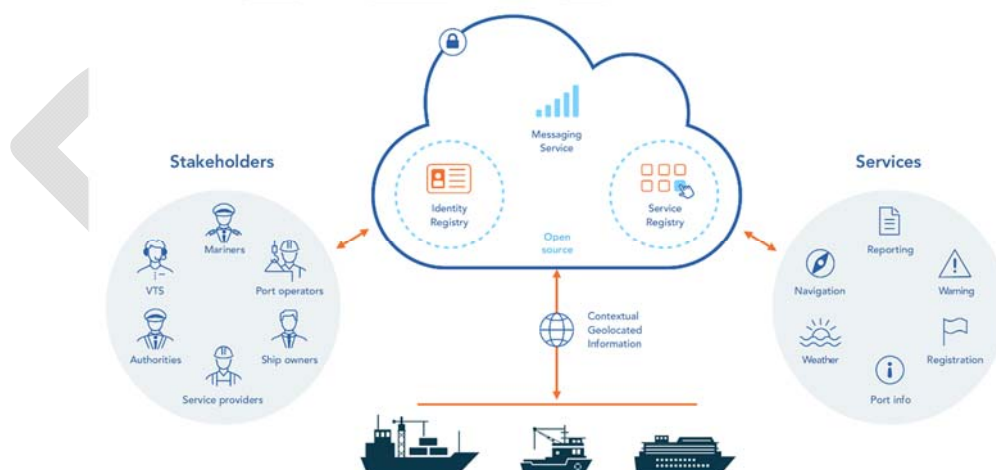 Messaging
Service
Stakeholders
Services
Identity
Registry
Service
Registry
Open
source
Mariners
VTS
Port operators
Authorities
Ship owners
Service providers
Reporting
Navigation
Warning
Weather
Registration
Port info
Contextual
Geolocated
Information